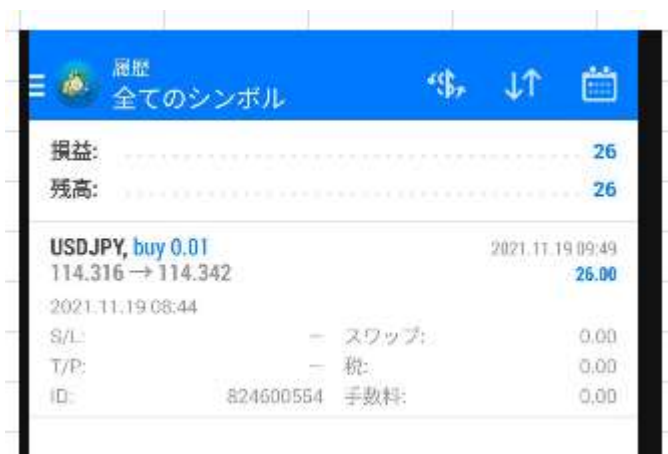 履歴
全てのシンボル
損益: 26
残高: 26
USDJPY, buy 0.01 2021.11.19 09:49
114.316 → 114.342 26.00
2021.11.19 08:44
S/L: – スワップ: 0.00
T/P: – 税: 0.00
ID: 824600564 手数料: 0.00